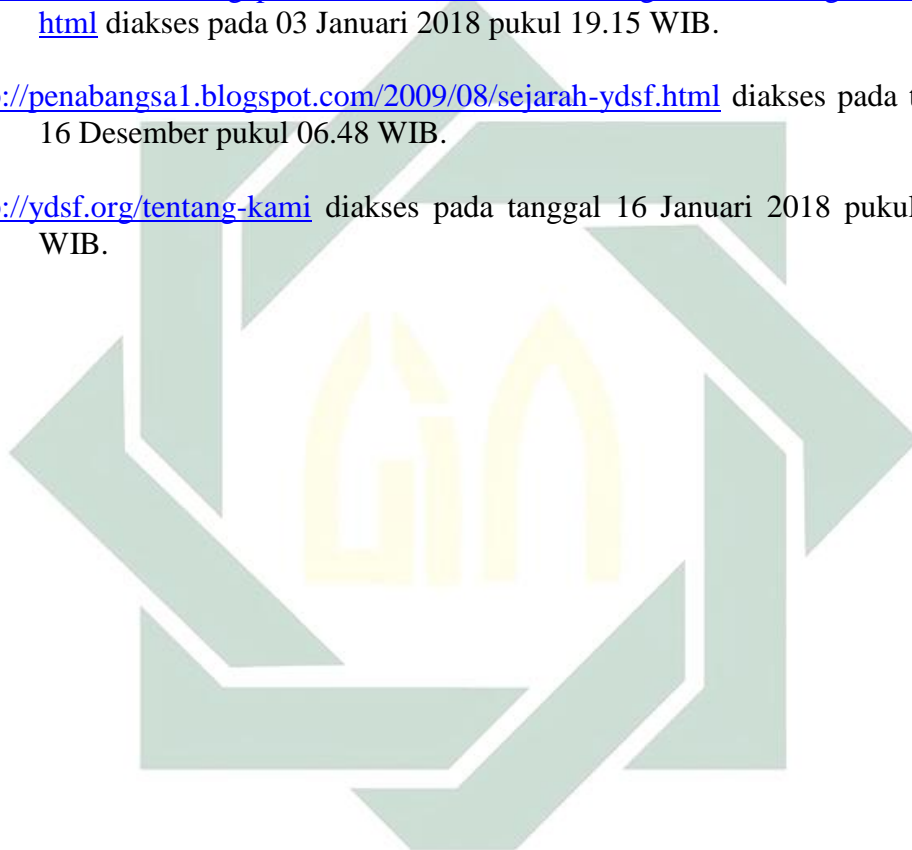 html diakses pada 03 Januari 2018 pukul 19.15 WIB.
://penabangsa1.blogspot.com/2009/08/sejarah-ydsf.html diakses pada
16 Desember pukul 06.48 WIB.
://ydsf.org/tentang-kami diakses pada tanggal 16 Januari 2018 pukul
WIB.